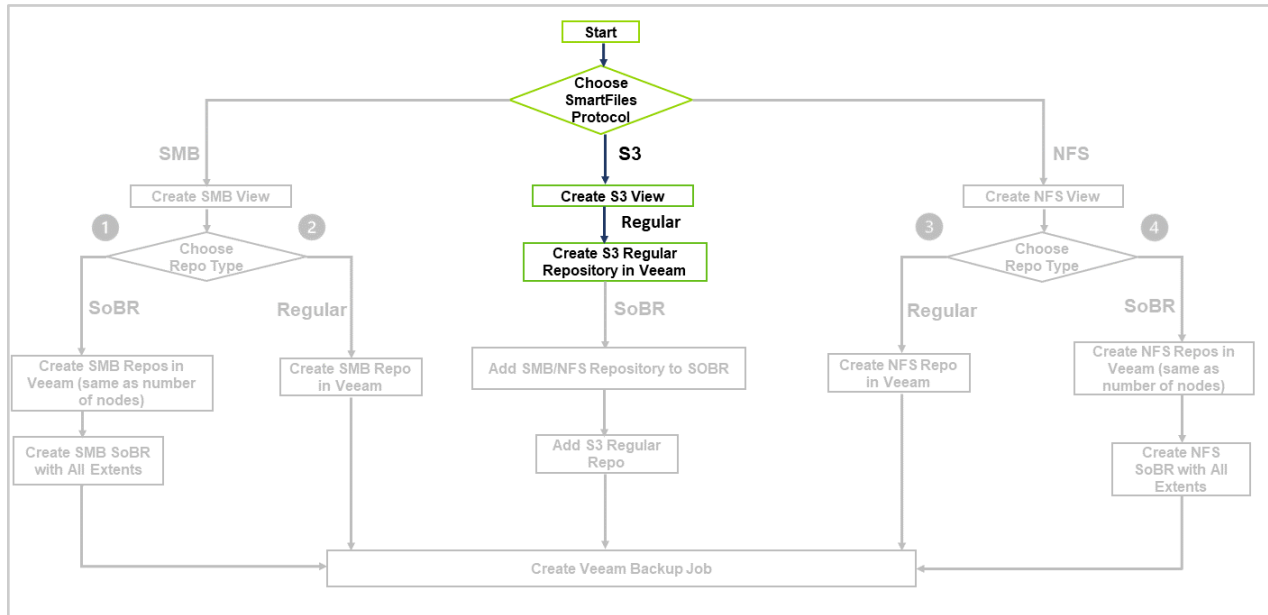 Start
Choose
SmartFiles
Protocol
SMB
S3
NFS
Create SMB View
Create S3 View
Create NFS View
1
2
Regular
3
4
Choose
Repo Type
Create S3 Regular
Repository in Veeam
Choose
Repo Type
SoBR
Regular
SoBR
Regular
SoBR
Create SMB Repos in
Veeam (same as number
of nodes)
Create SMB Repo
in Veeam
Add SMB/NFS Repository to SOBR
Create NFS Repo
in Veeam
Create NFS Repos in
Veeam (same as
number of nodes)
Create SMB SoBR
with All Extents
Add S3 Regular
Repo
Create NFS
SoBR with All
Extents
Create Veeam Backup Job